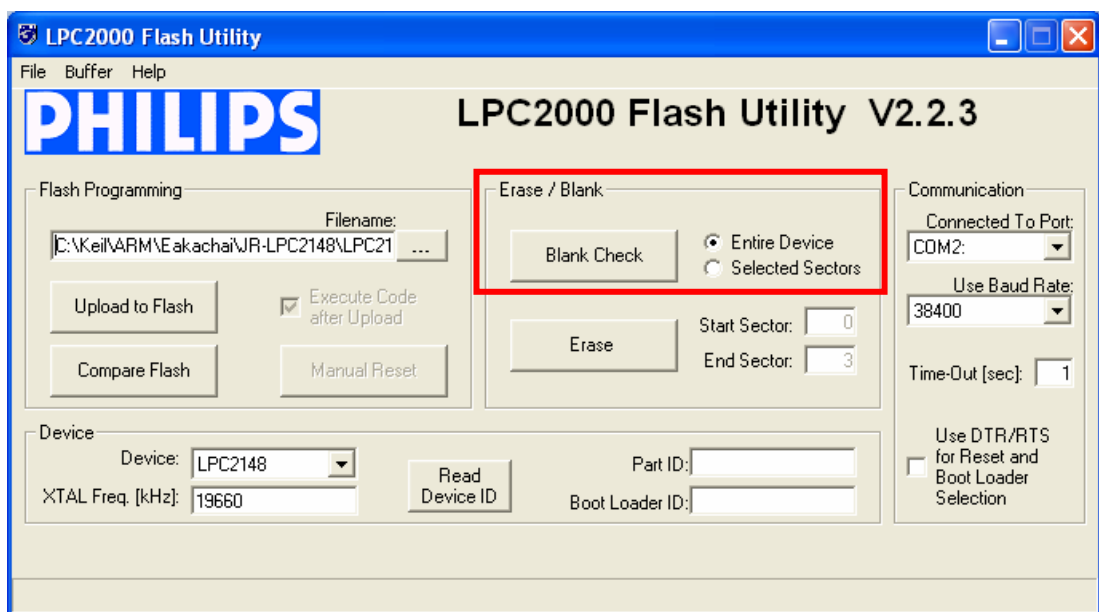 LPC2000 Flash Utility
File Buffer Help
PHILIPS
LPC2000 Flash Utility V2.2.3
Flash Programming
Filename:
C:\Keil\ARM\Eakachai\JR-LPC2148\LPC21
...
Upload to Flash
Execute Code
after Upload
Compare Flash
Manual Reset
Erase / Blank
Blank Check
Entire Device
Selected Sectors
Erase
Start Sector: 0
End Sector: 3
Communication
Connected To Port:
COM2:
Use Baud Rate:
38400
Time-Out [sec]: 1
Use DTR/RTS
for Reset and
Boot Loader
Selection
Device
Device: LPC2148
XTAL Freq. [kHz]: 19660
Read
Device ID
Part ID:
Boot Loader ID: